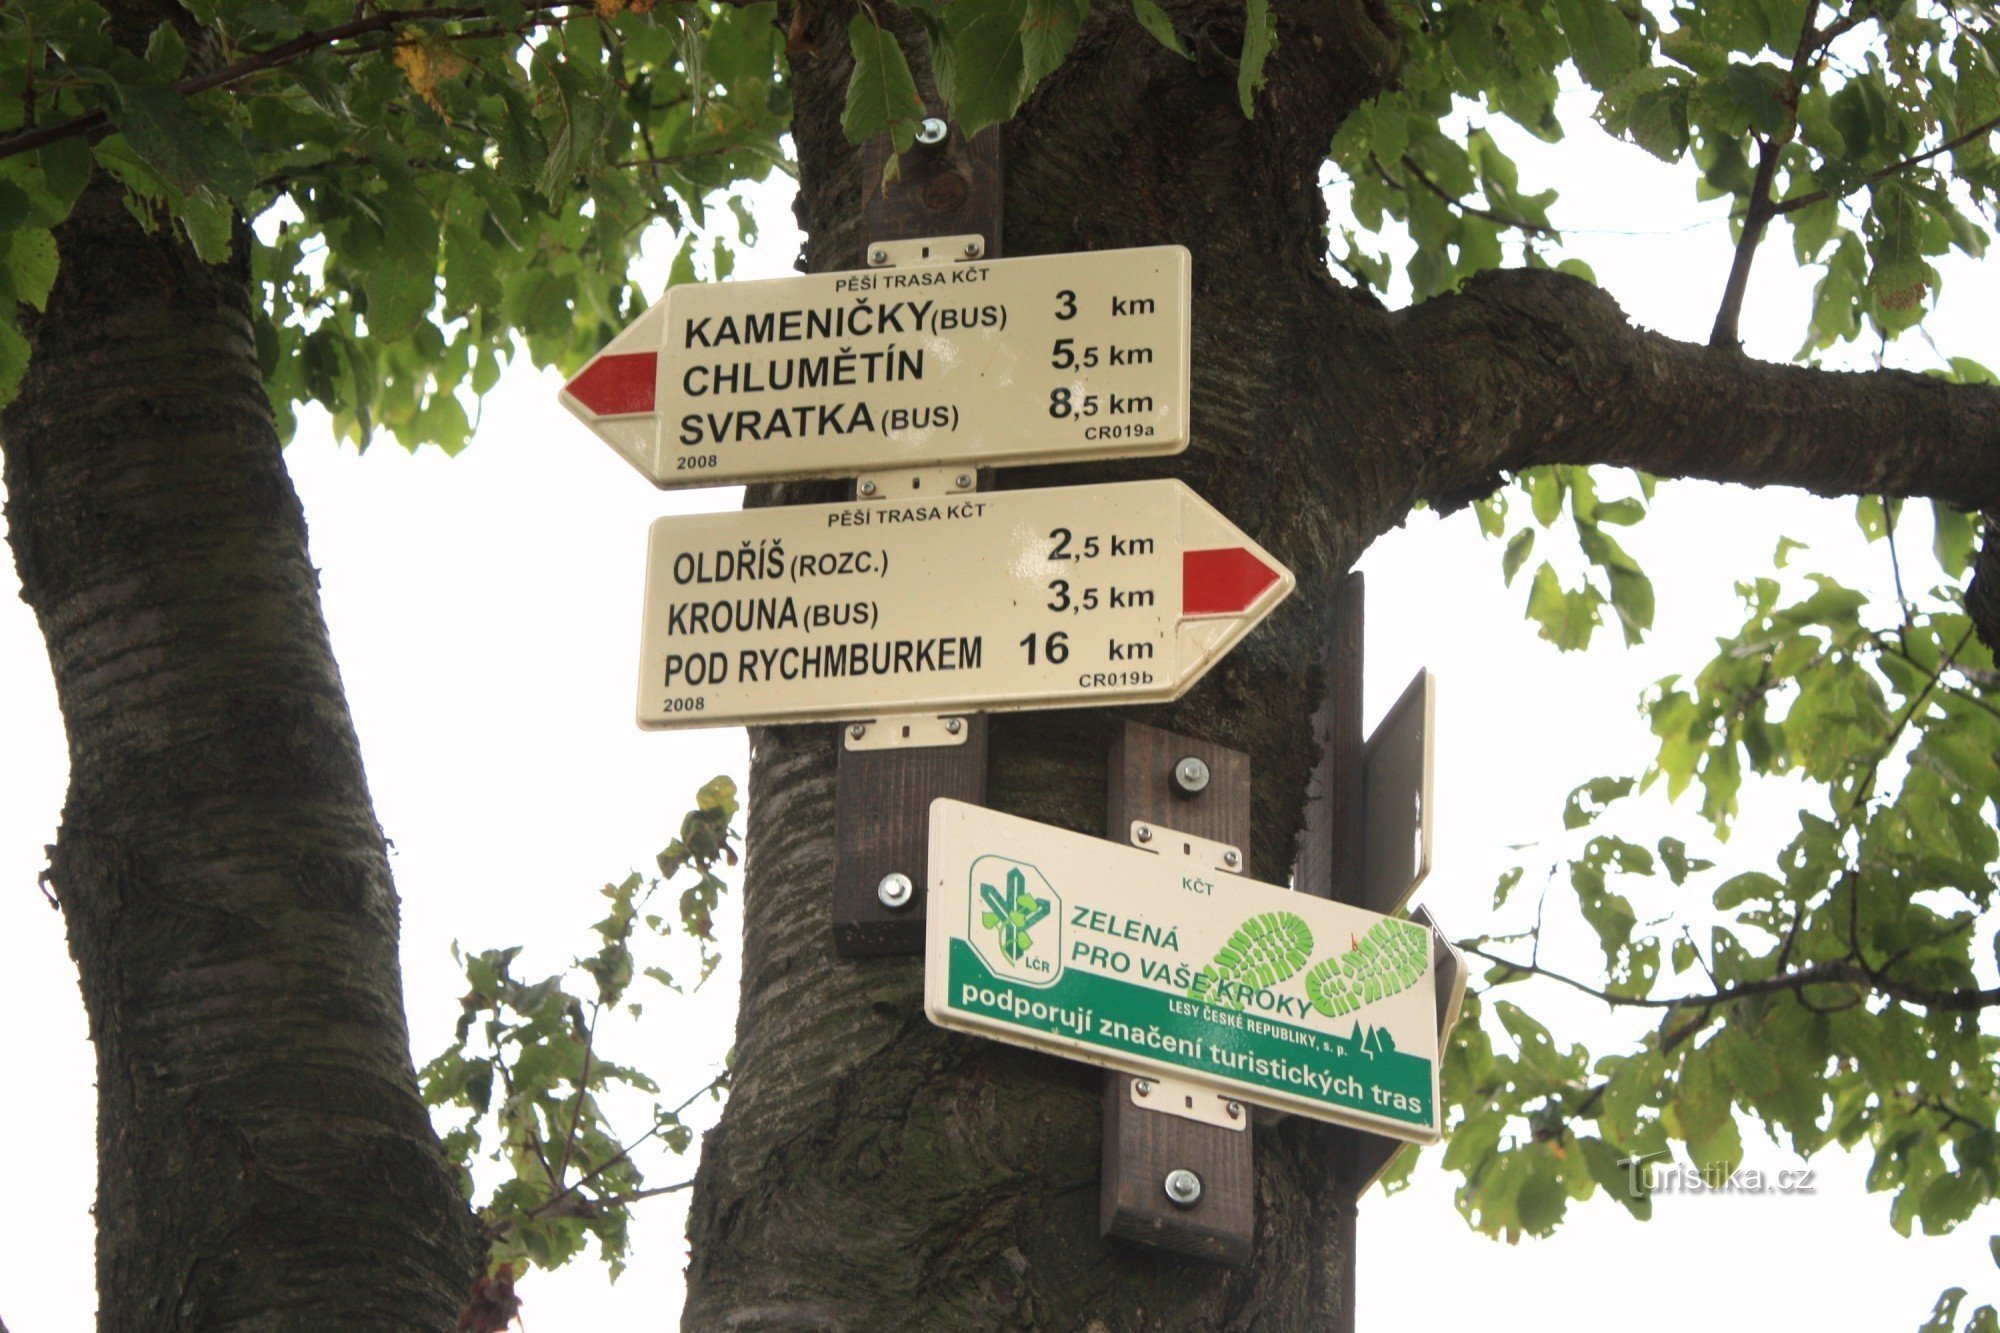 PĚŠÍ TRASA KČT
KAMENIČKY (BUS) 3 km
CHLUMĚTÍN 5,5 km
SVRATKA (BUS) 8,5 km
2008 CR019a
PĚŠÍ TRASA KČT
OLDŘÍŠ (ROZC.) 2,5 km
KROUNA (BUS) 3,5 km
POD RYCHMBURKEM 16 km
2008 CR019b
KČT
ZELENÁ
PRO VAŠE KROKY
LČR
LESY ČESKÉ REPUBLIKY, s. p.
podporují značení turistických tras
Turistika.cz